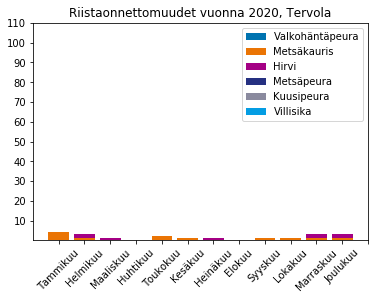 Riistaonnettomuudet vuonna 2020, Tervola
110
100
90
80
70
60
50
40
30
20
10
Valkohäntäpeura
Metsäkauris
Hirvi
Metsäpeura
Kuusipeura
Villisika
Tammikuu
Helmikuu
Maaliskuu
Huhtikuu
Toukokuu
Kesäkuu
Heinäkuu
Elokuu
Syyskuu
Lokakuu
Marraskuu
Joulukuu